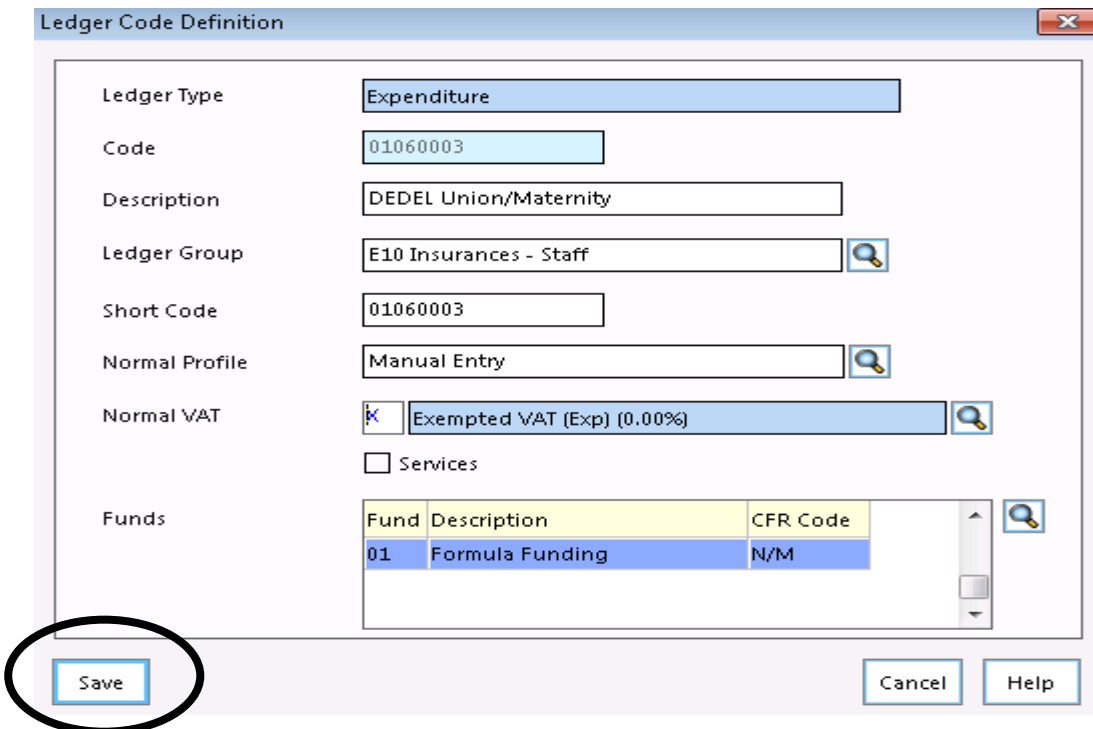 Ledger Code Definition
Ledger Type Expenditure
Code 01060003
Description DEDEL Union/Maternity
Ledger Group E10 Insurances - Staff
Short Code 01060003
Normal Profile Manual Entry
Normal VAT K Exempted VAT (Exp) (0.00%)
Services
Funds Fund Description CFR Code
01 Formula Funding N/M
Save Cancel Help